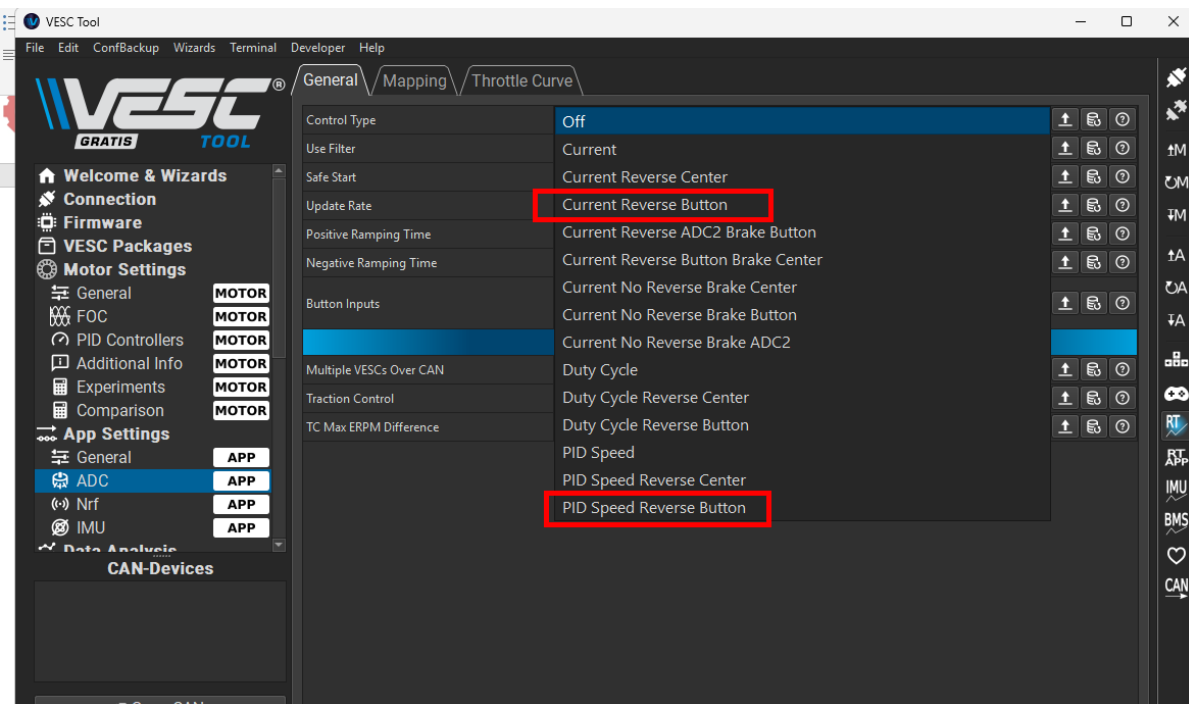 VESC Tool
File Edit ConfBackup Wizards Terminal Developer Help
VESC®
GRATIS TOOL
Welcome & Wizards
Connection
Firmware
VESC Packages
Motor Settings
General MOTOR
FOC MOTOR
PID Controllers MOTOR
Additional Info MOTOR
Experiments MOTOR
Comparison MOTOR
App Settings
General APP
ADC APP
Nrf APP
IMU APP
Data Analysis
CAN-Devices
General Mapping Throttle Curve
Control Type
Use Filter
Safe Start
Update Rate
Positive Ramping Time
Negative Ramping Time
Button Inputs
Multiple VESCs Over CAN
Traction Control
TC Max ERPM Difference
Off
Current
Current Reverse Center
Current Reverse Button
Current Reverse ADC2 Brake Button
Current Reverse Button Brake Center
Current No Reverse Brake Center
Current No Reverse Brake Button
Current No Reverse Brake ADC2
Duty Cycle
Duty Cycle Reverse Center
Duty Cycle Reverse Button
PID Speed
PID Speed Reverse Center
PID Speed Reverse Button
M
M
M
A
A
A
RT
RT
APP
IMU
BMS
CAN